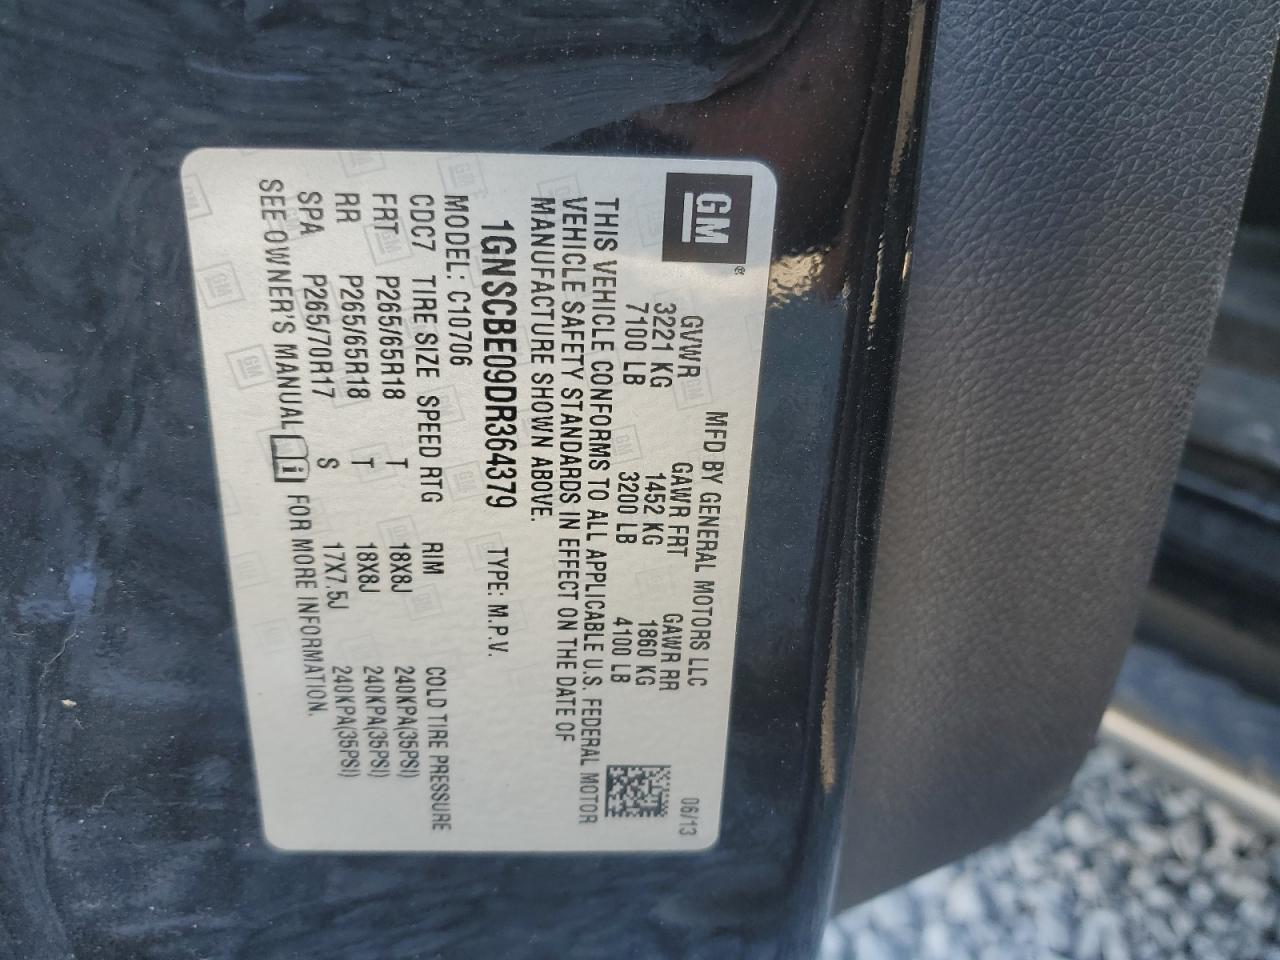 GM
MFD BY GENERAL MOTORS LLC 06/13
GVWR GAWR FRT GAWR RR
3221 KG 1452 KG 1860 KG
7100 LB 3200 LB 4100 LB
THIS VEHICLE CONFORMS TO ALL APPLICABLE U.S. FEDERAL MOTOR
VEHICLE SAFETY STANDARDS IN EFFECT ON THE DATE OF
MANUFACTURE SHOWN ABOVE.
1GNSCBE09DR364379 TYPE: M.P.V.
MODEL: C10706
CDC7 TIRE SIZE SPEED RTG RIM COLD TIRE PRESSURE
FRT P265/65R18 T 18X8J 240KPA(35PSI)
RR P265/65R18 T 18X8J 240KPA(35PSI)
SPA P265/70R17 S 17X7.5J 240KPA(35PSI)
SEE OWNER'S MANUAL FOR MORE INFORMATION.